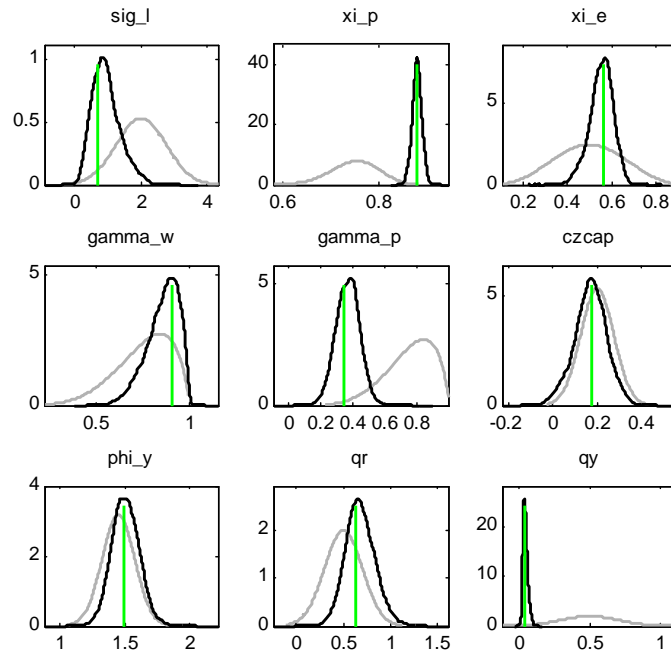 sig_l xi_p xi_e
1 0.5 0
40 20 0
5 0
0 2 4
0.6 0.8
0.2 0.4 0.6 0.8
gamma_w gamma_p czcap
5 0
5 0
5 0
0.5 1
0 0.2 0.4 0.6 0.8
-0.2 0 0.2 0.4
phi_y qr qy
4 2 0
2 1 0
20 10 0
1 1.5 2
0 0.5 1 1.5
0 0.5 1